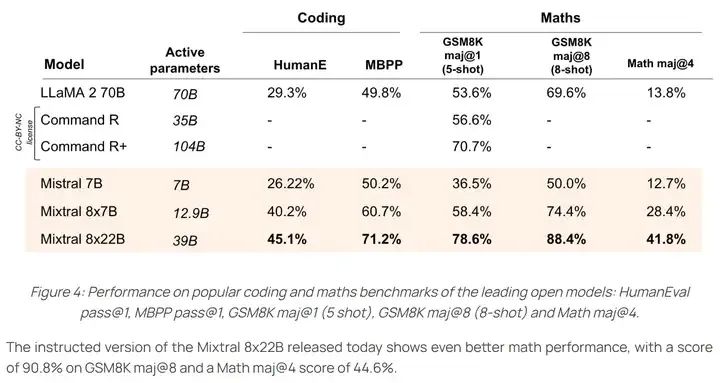 Coding Maths
Model Active parameters HumanE MBPP GSM8K maj@1 (5-shot) GSM8K maj@8 (8-shot) Math maj@4
LLaMA 2 70B 70B 29.3% 49.8% 53.6% 69.6% 13.8%
CC-BY-NC license
Command R 35B - - 56.6% - -
Command R+ 104B - - 70.7% - -
Mistral 7B 7B 26.22% 50.2% 36.5% 50.0% 12.7%
Mixtral 8x7B 12.9B 40.2% 60.7% 58.4% 74.4% 28.4%
Mixtral 8x22B 39B 45.1% 71.2% 78.6% 88.4% 41.8%
Figure 4: Performance on popular coding and maths benchmarks of the leading open models: HumanEval
pass@1, MBPP pass@1, GSM8K maj@1 (5 shot), GSM8K maj@8 (8-shot) and Math maj@4.
The instructed version of the Mixtral 8x22B released today shows even better math performance, with a score
of 90.8% on GSM8K maj@8 and a Math maj@4 score of 44.6%.